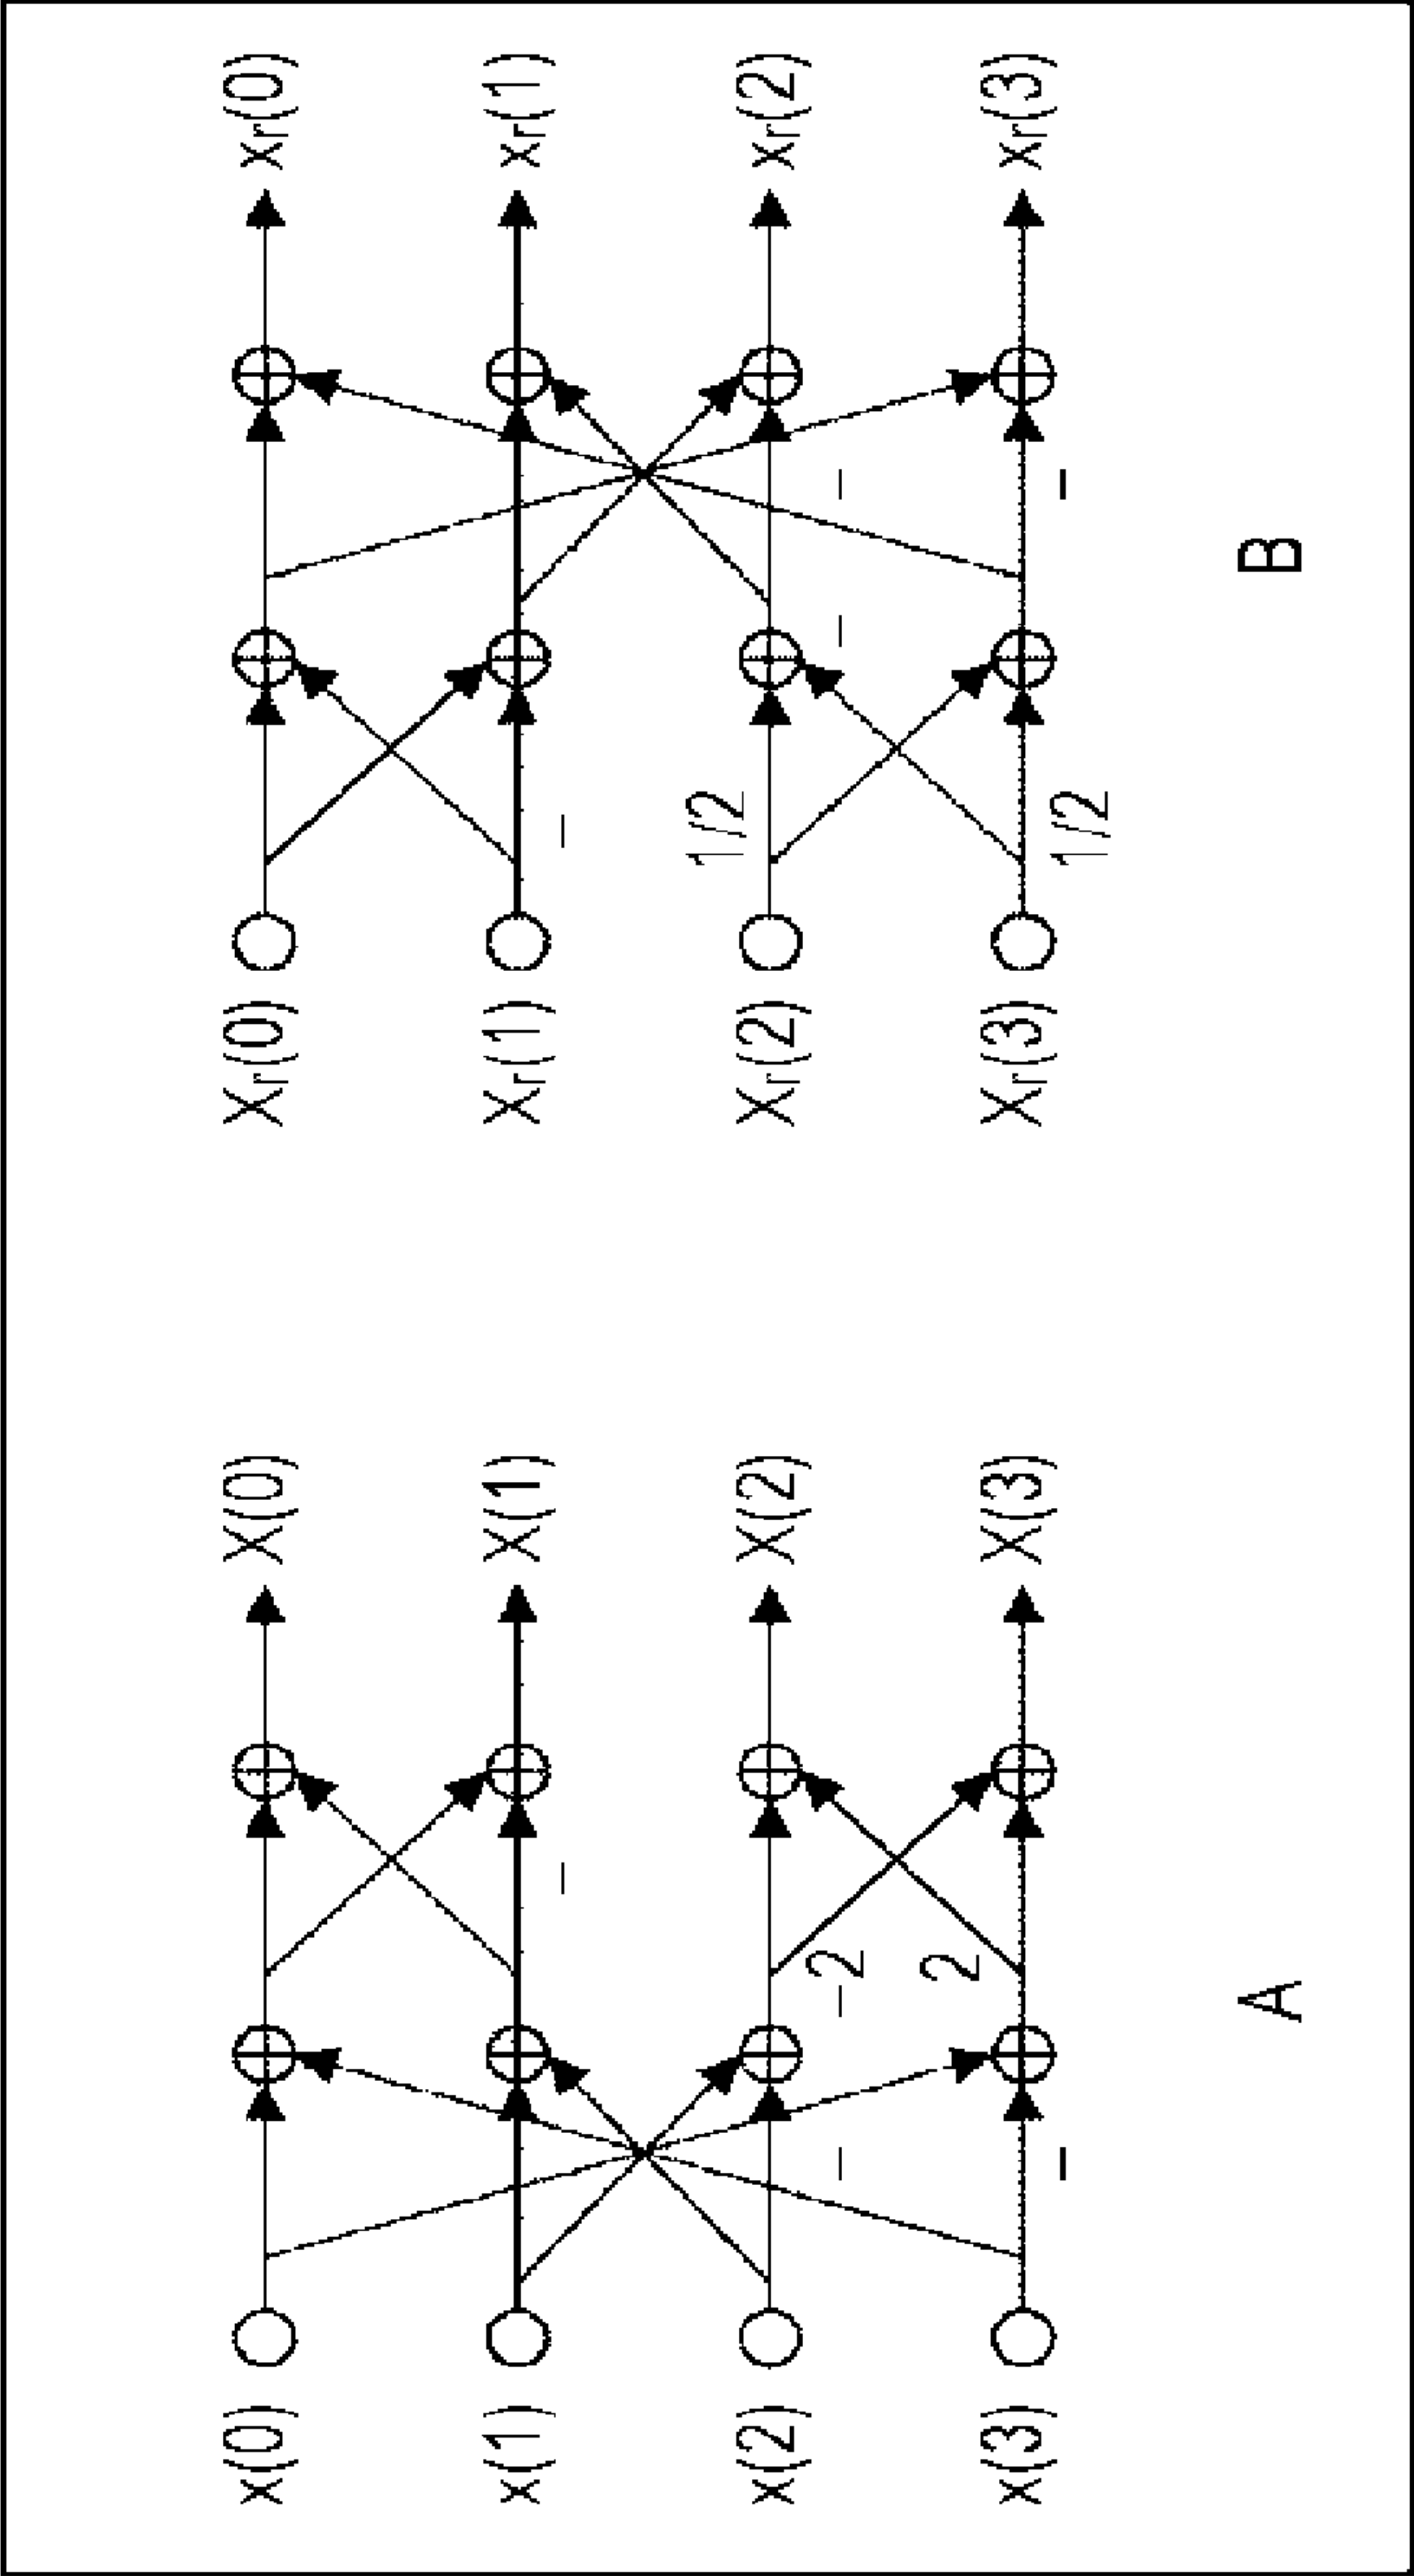 x(0) X(0)
x(1) – X(1)
x(2) – –2 X(2)
x(3) – 2 X(3)
A
Xr(0) xr(0)
Xr(1) – xr(1)
Xr(2) 1/2 – – xr(2)
Xr(3) 1/2 – xr(3)
B